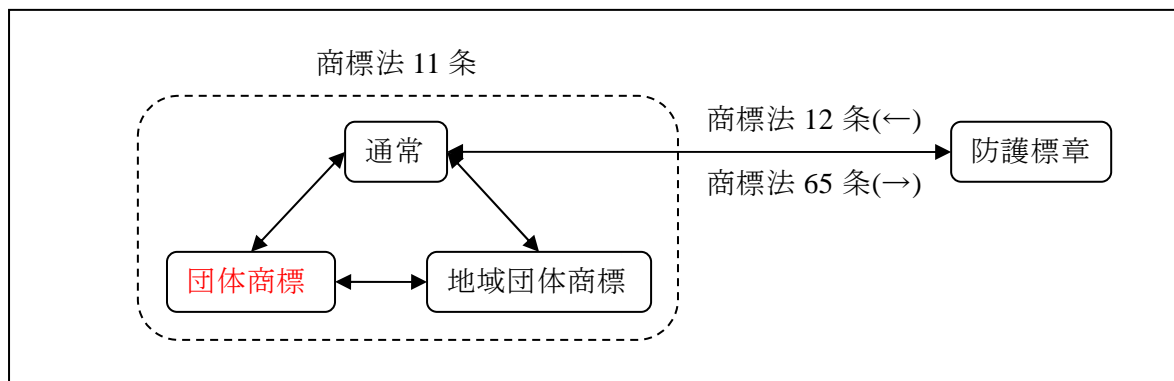 商標法 11 条
通常
商標法 12 条(←)
防護標章
商標法 65 条(→)
団体商標
地域団体商標